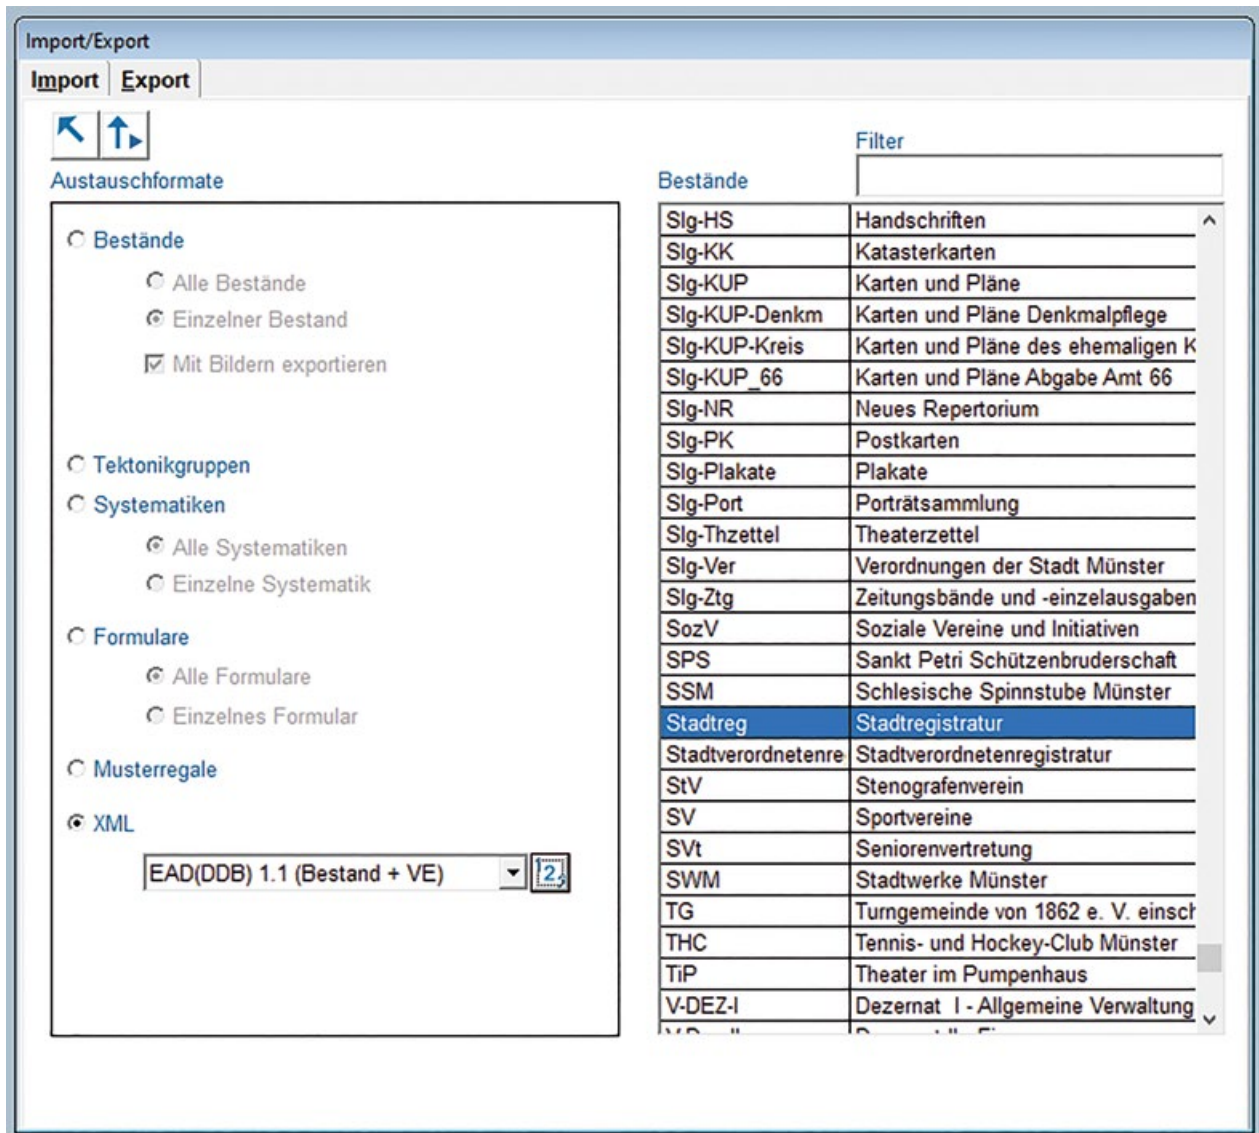 Import/Export
Import Export
Filter
Austauschformate
Bestände
Bestände
Alle Bestände
Einzelner Bestand
Mit Bildern exportieren
Tektonikgruppen
Systematiken
Alle Systematiken
Einzelne Systematik
Formulare
Alle Formulare
Einzelnes Formular
Musterregale
XML
EAD(DDB) 1.1 (Bestand + VE)
Slg-HS Handschriften
Slg-KK Katasterkarten
Slg-KUP Karten und Pläne
Slg-KUP-Denkm Karten und Pläne Denkmalpflege
Slg-KUP-Kreis Karten und Pläne des ehemaligen K
Slg-KUP_66 Karten und Pläne Abgabe Amt 66
Slg-NR Neues Repertorium
Slg-PK Postkarten
Slg-Plakate Plakate
Slg-Port Porträtsammlung
Slg-Thzettel Theaterzettel
Slg-Ver Verordnungen der Stadt Münster
Slg-Ztg Zeitungsbände und -einzelausgaben
SozV Soziale Vereine und Initiativen
SPS Sankt Petri Schützenbruderschaft
SSM Schlesische Spinnstube Münster
Stadtreg Stadtregistratur
Stadtverordnetenre Stadtverordnetenregistratur
StV Stenografenverein
SV Sportvereine
SVt Seniorenvertretung
SWM Stadtwerke Münster
TG Turngemeinde von 1862 e. V. einsch
THC Tennis- und Hockey-Club Münster
TiP Theater im Pumpenhaus
V-DEZ-I Dezernat I - Allgemeine Verwaltung